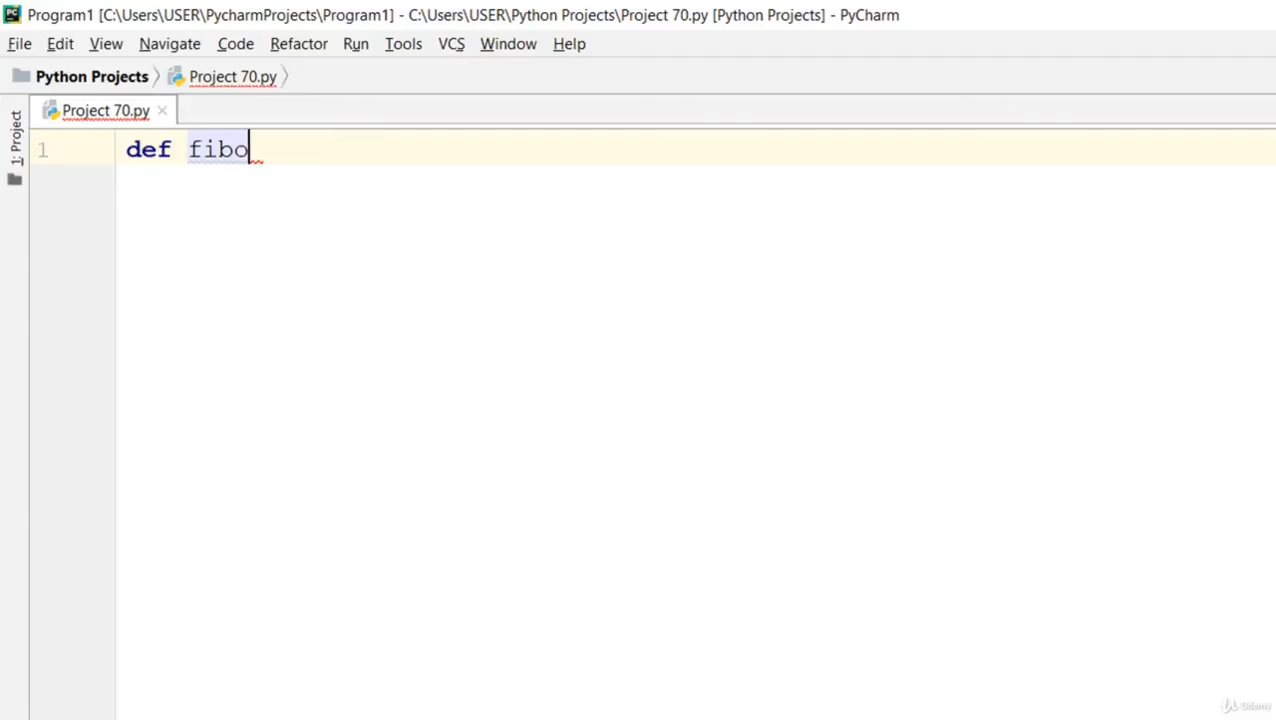 PC Program1 [C:\Users\USER\PycharmProjects\Program1] - C:\Users\USER\Python Projects\Project 70.py [Python Projects] - PyCharm
File Edit View Navigate Code Refactor Run Tools VCS Window Help
Python Projects Project 70.py
Project 70.py
1: Project
1 def fibo
Udemy